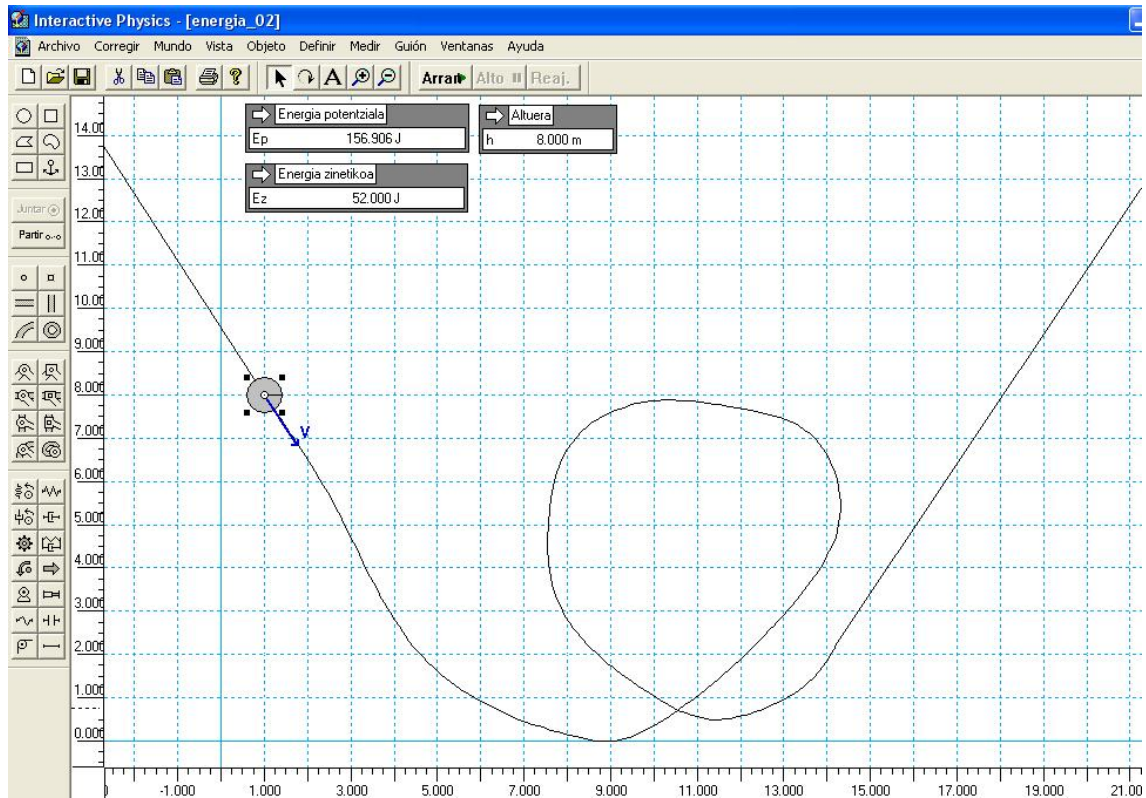 Interactive Physics - [energia_02]
Archivo Corregir Mundo Vista Objeto Definir Medir Guión Ventanas Ayuda
Arran Alto Reaj.
Energia potentziala
Ep 156.906 J
Altuera
h 8.000 m
Energia zinetikoa
Ez 52.000 J
Juntar
Partir
14.00
13.00
12.00
11.00
10.00
9.000
8.000
7.000
6.000
5.000
4.000
3.000
2.000
1.000
0.000
V
-1.000 1.000 3.000 5.000 7.000 9.000 11.000 13.000 15.000 17.000 19.000 21.00